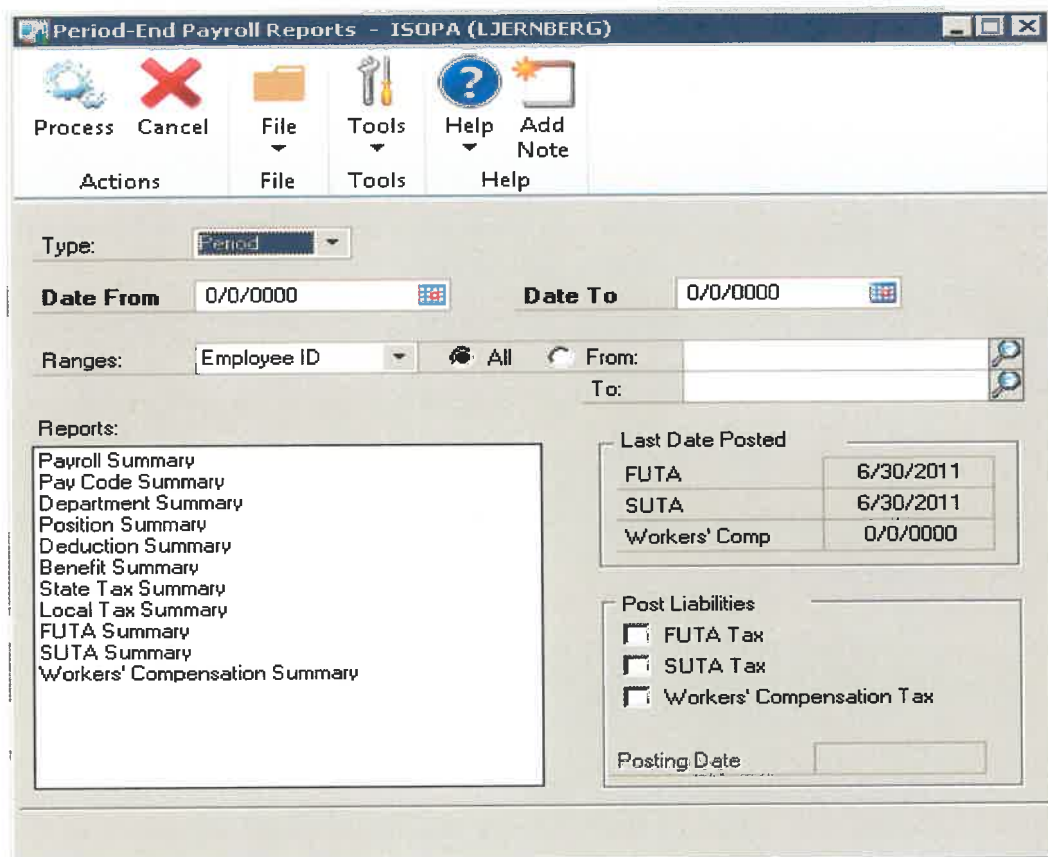 Period-End Payroll Reports - ISOPA (LJERNBERG)
Process Cancel File Tools Help Add Note
Actions File Tools Help
Type: Period
Date From 0/0/0000 Date To 0/0/0000
Ranges: Employee ID All From:
To:
Reports:
Payroll Summary
Pay Code Summary
Department Summary
Position Summary
Deduction Summary
Benefit Summary
State Tax Summary
Local Tax Summary
FUTA Summary
SUTA Summary
Workers' Compensation Summary
Last Date Posted
FUTA 6/30/2011
SUTA 6/30/2011
Workers' Comp 0/0/0000
Post Liabilities
FUTA Tax
SUTA Tax
Workers' Compensation Tax
Posting Date